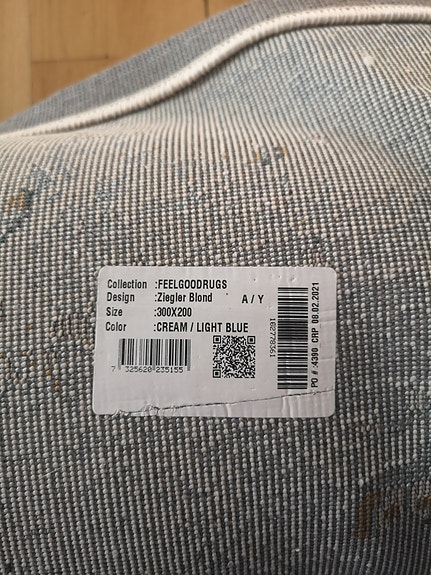 Collection :FEELGOODRUGS
Design :Ziegler Blond A / Y
Size :300X200
Color :CREAM / LIGHT BLUE
7 325620 235155
182778361
PO # :4390 CRP 08.02.2021